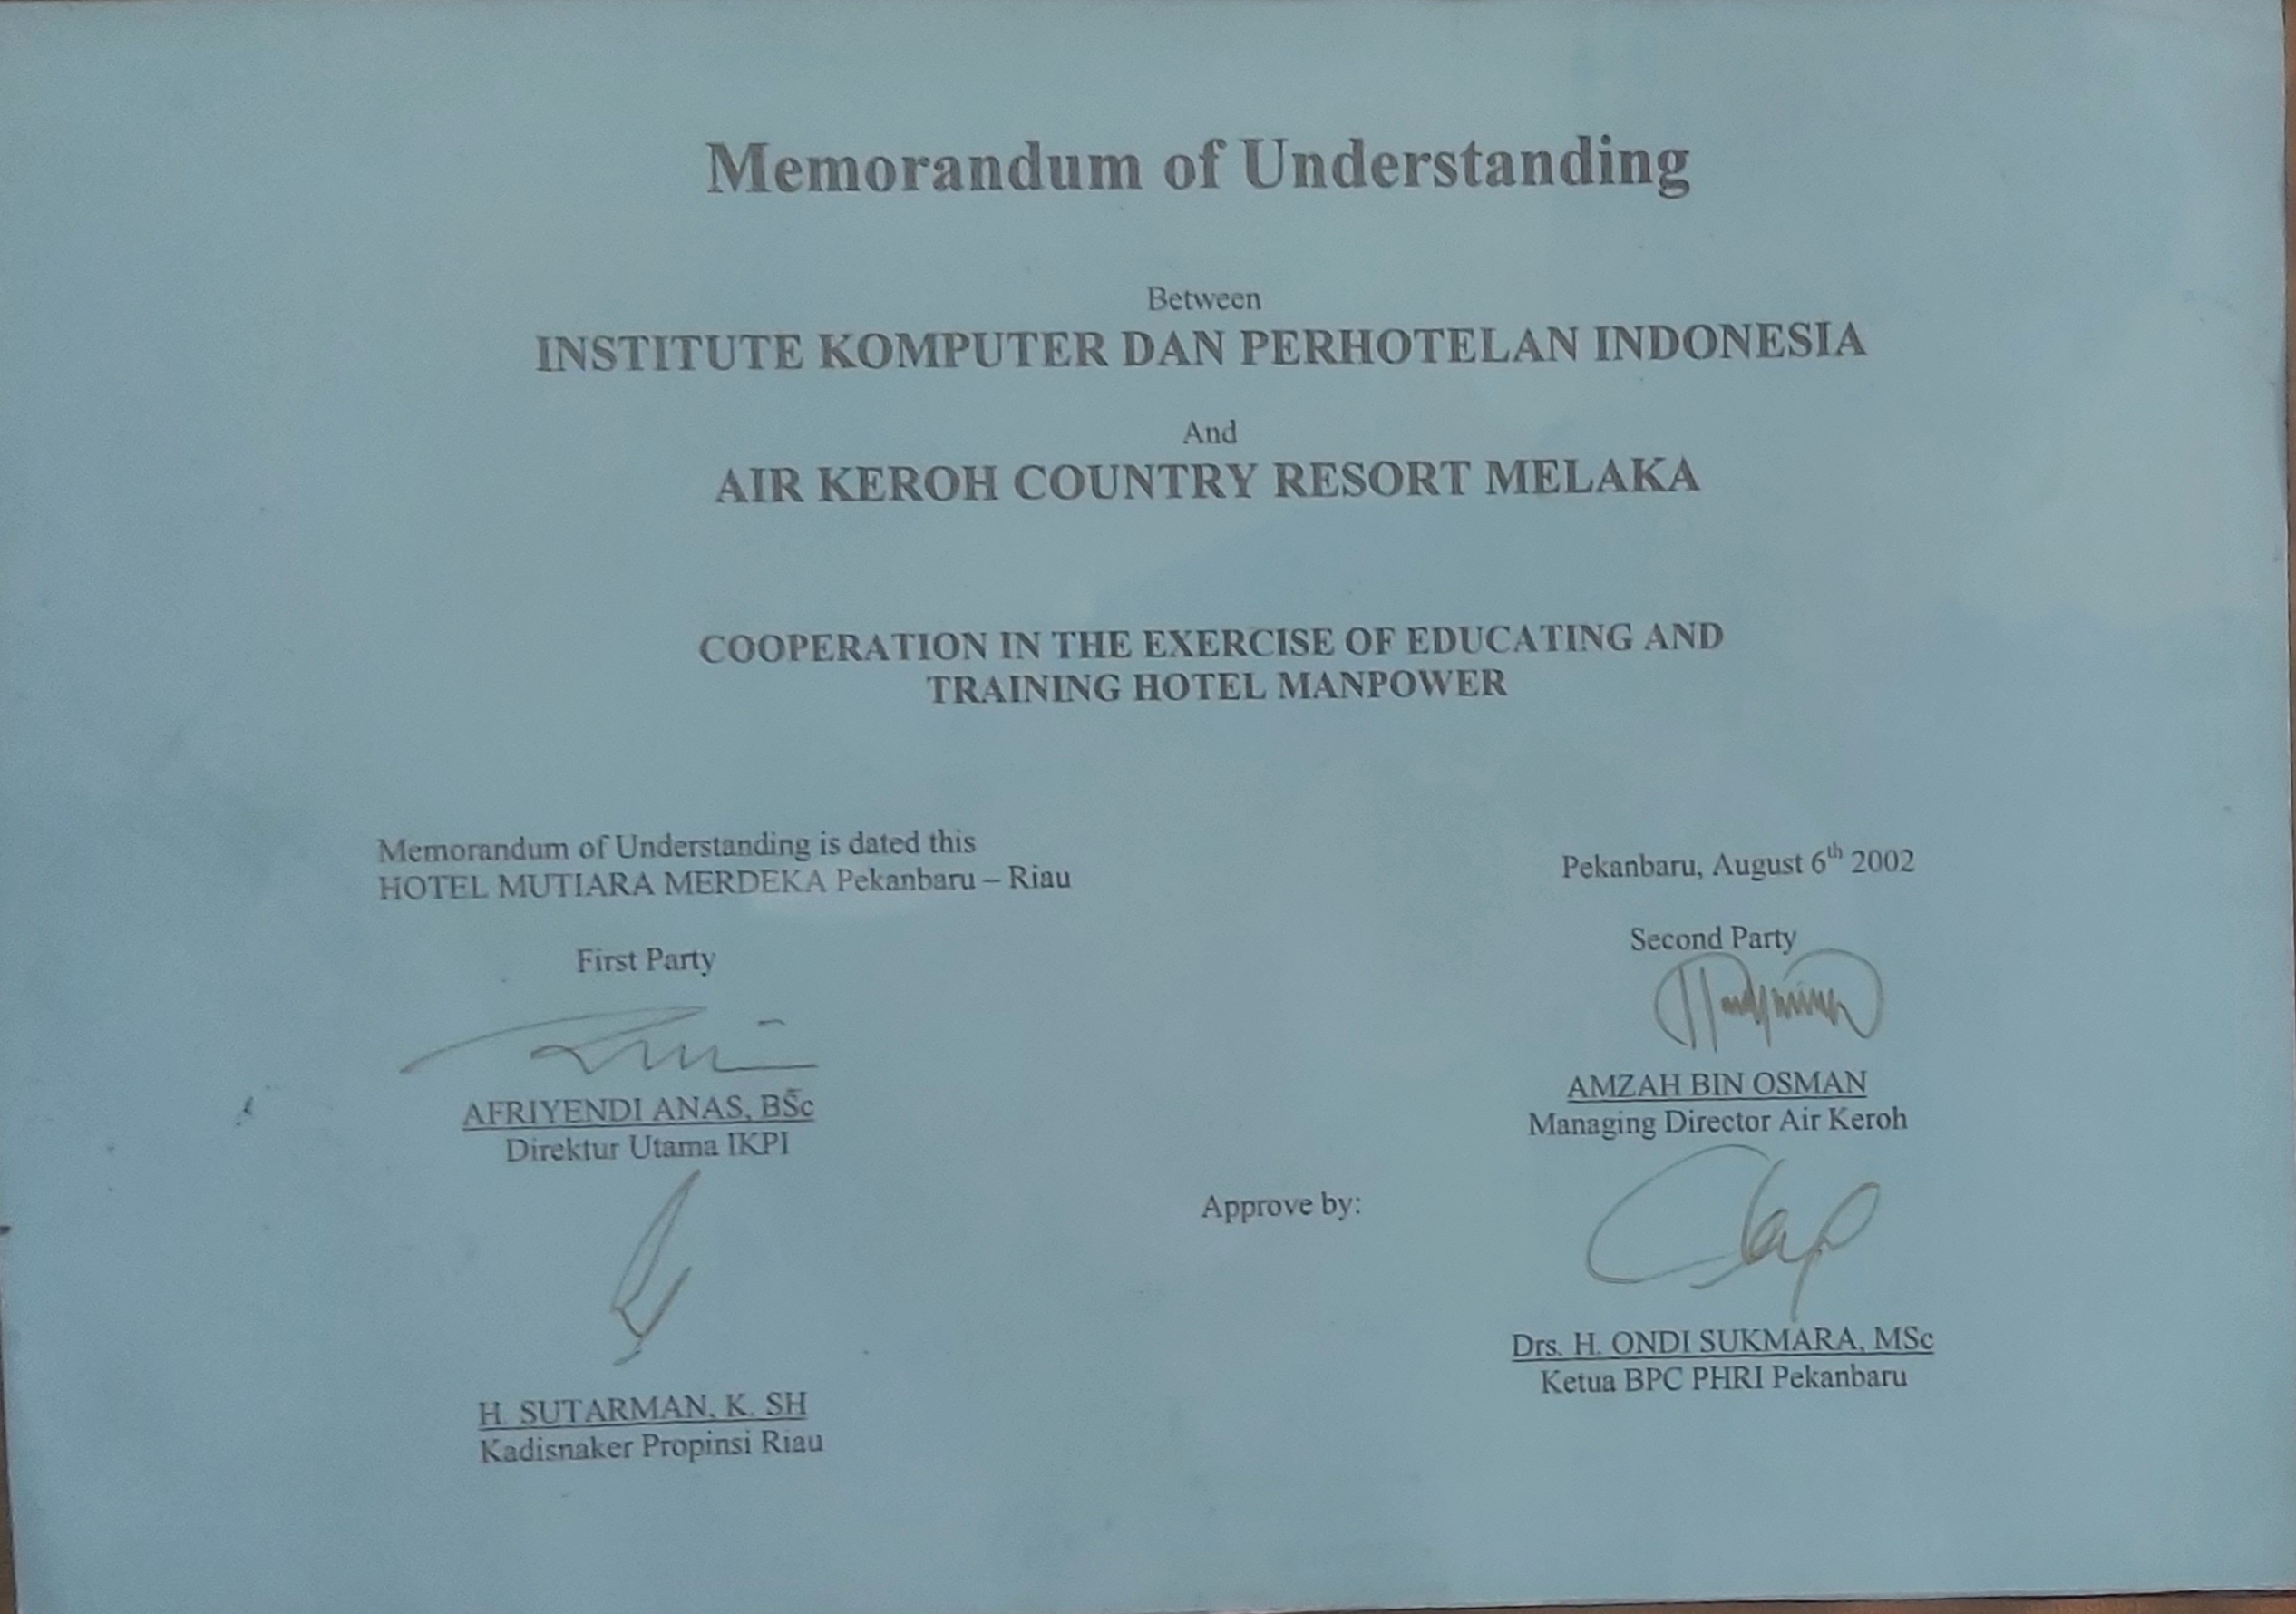 Memorandum of Understanding
Between
INSTITUTE KOMPUTER DAN PERHOTELAN INDONESIA
And
AIR KEROH COUNTRY RESORT MELAKA
COOPERATION IN THE EXERCISE OF EDUCATING AND
TRAINING HOTEL MANPOWER
Memorandum of Understanding is dated this
HOTEL MUTIARA MERDEKA Pekanbaru – Riau
Pekanbaru, August 6th 2002
First Party
Second Party
AFRIYENDI ANAS, BSc
Direktur Utama IKPI
AMZAH BIN OSMAN
Managing Director Air Keroh
Approve by:
H. SUTARMAN. K. SH
Kadisnaker Propinsi Riau
Drs. H. ONDI SUKMARA, MSc
Ketua BPC PHRI Pekanbaru